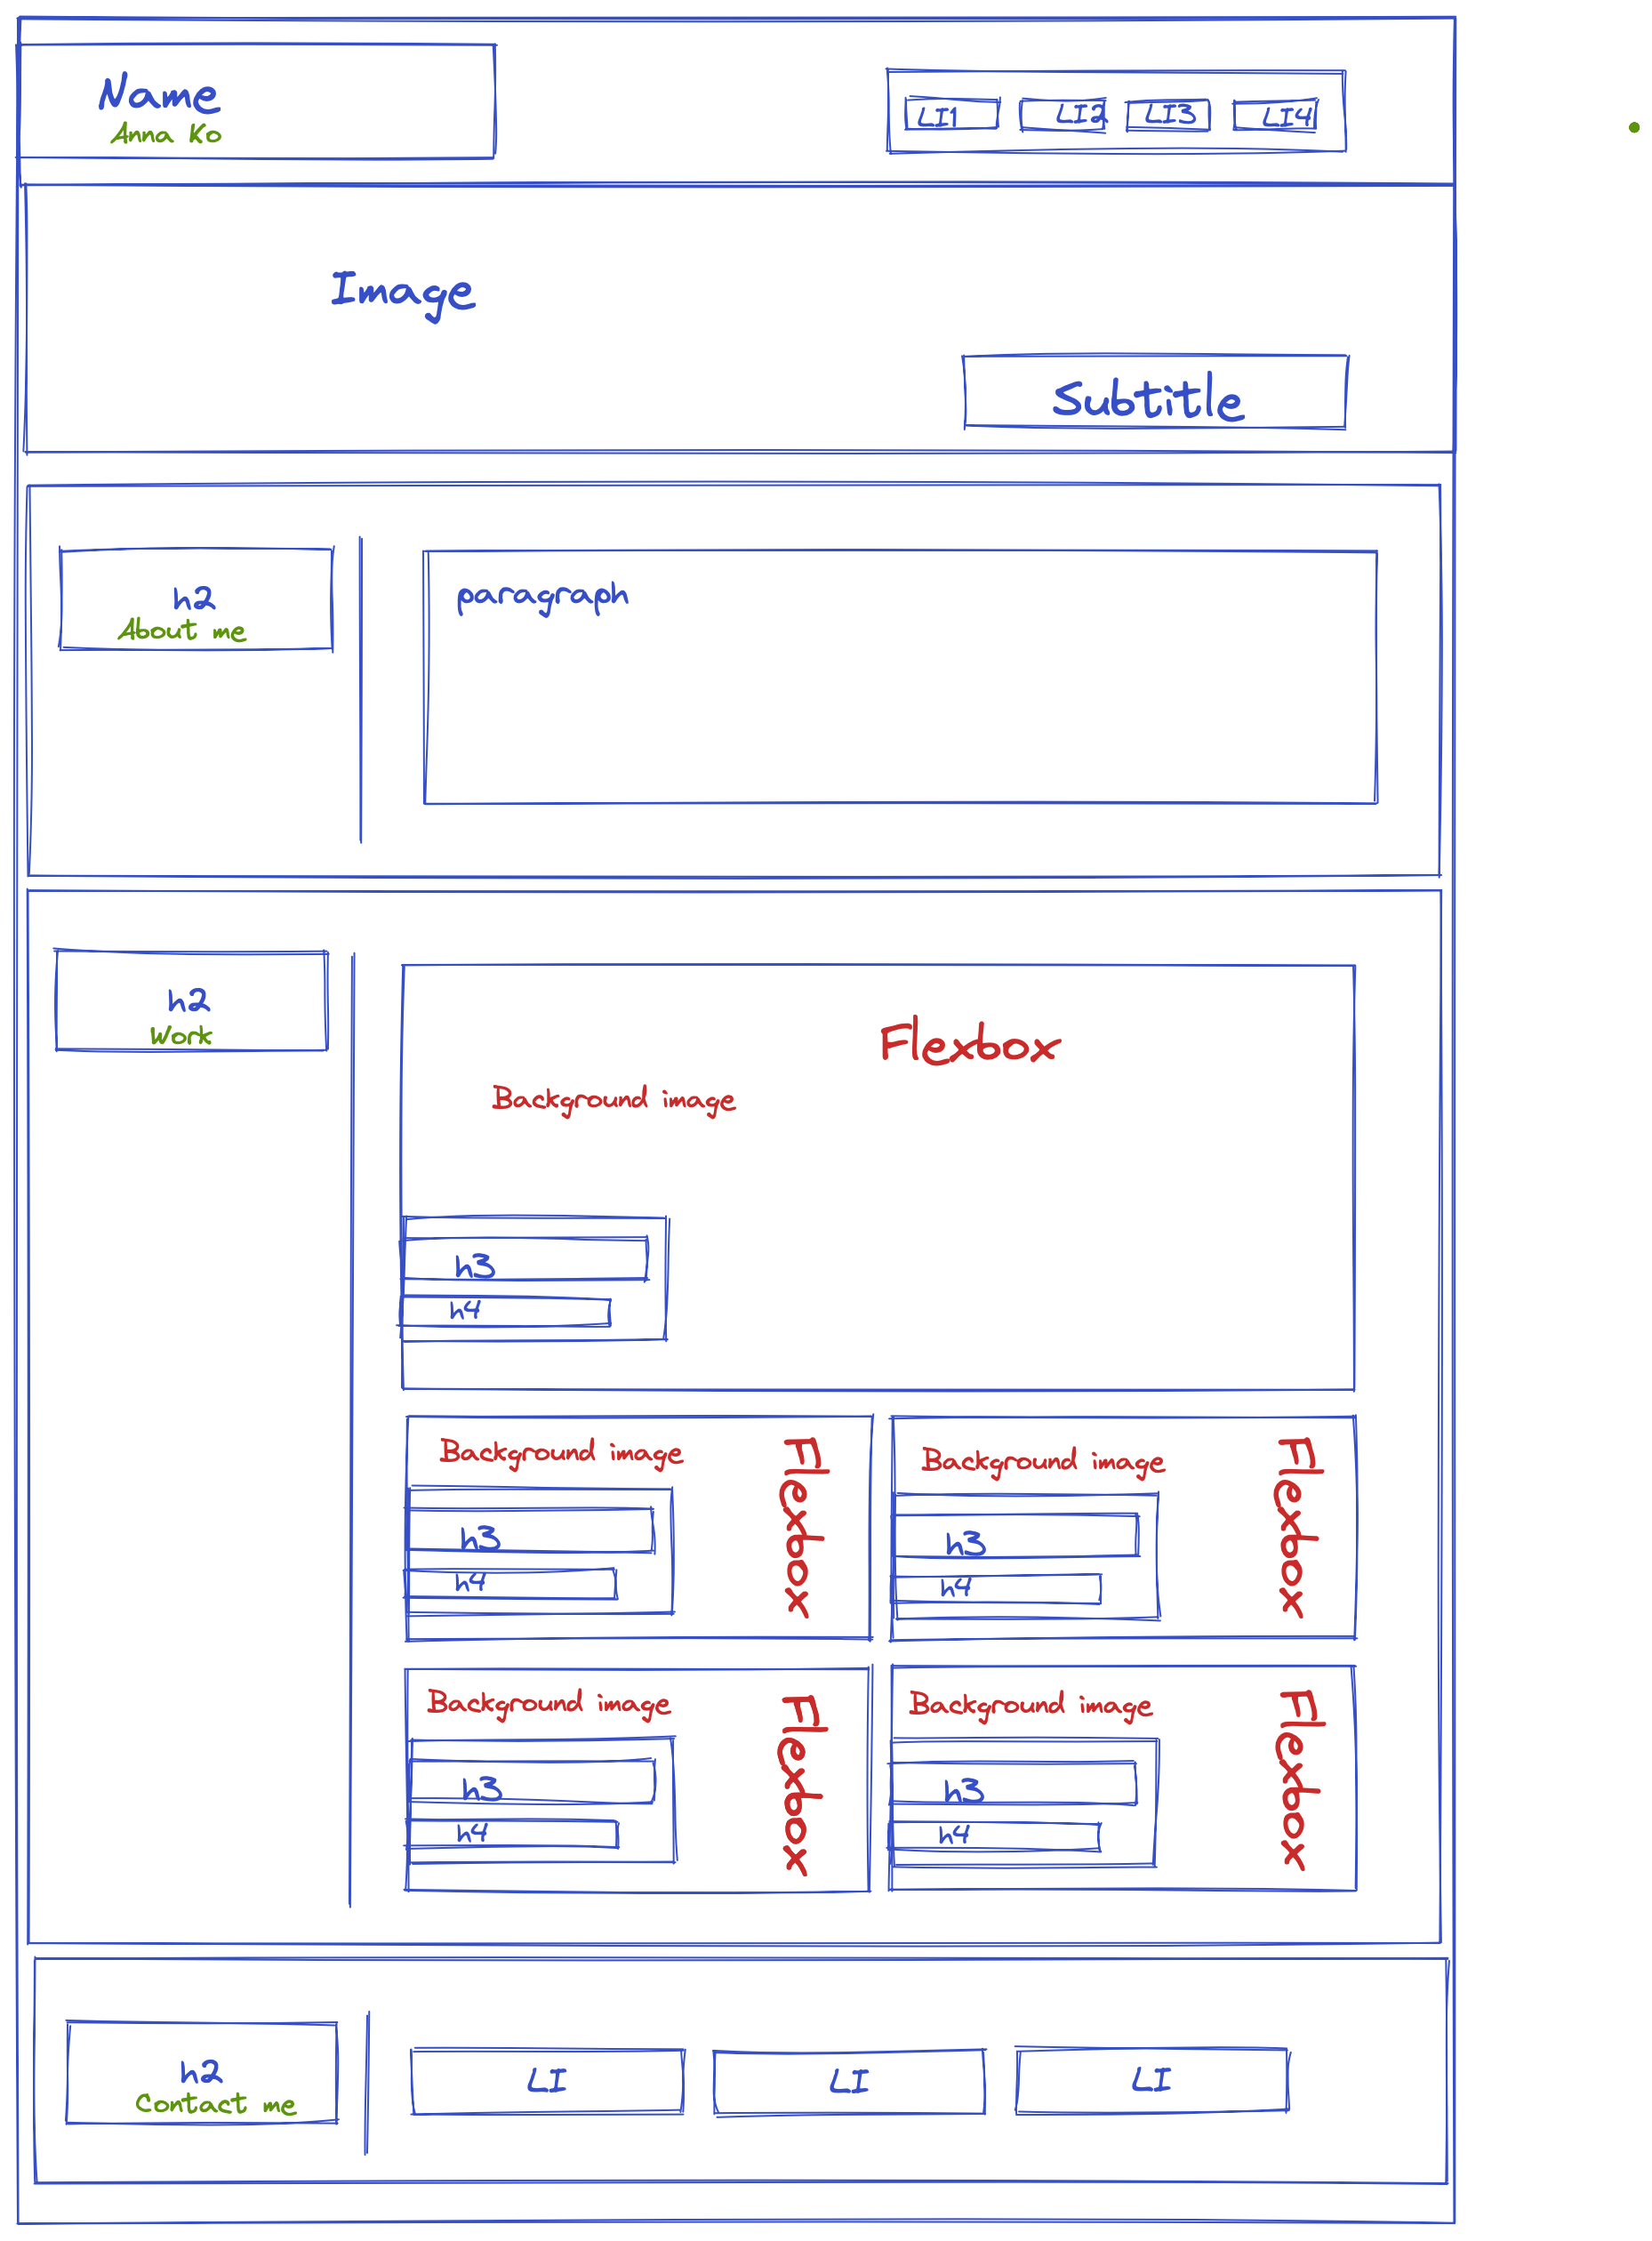 Name
Anna Ko
LI1 LI2 LI3 LI4
Image
Subtitle
h2
About me
paragraph
h2
Work
Flexbox
Background image
h3
h4
Background image
Flexbox
h3
h4
Background image
Flexbox
h3
h4
Background image
Flexbox
h3
h4
Background image
Flexbox
h3
h4
h2
Contact me
LI LI LI